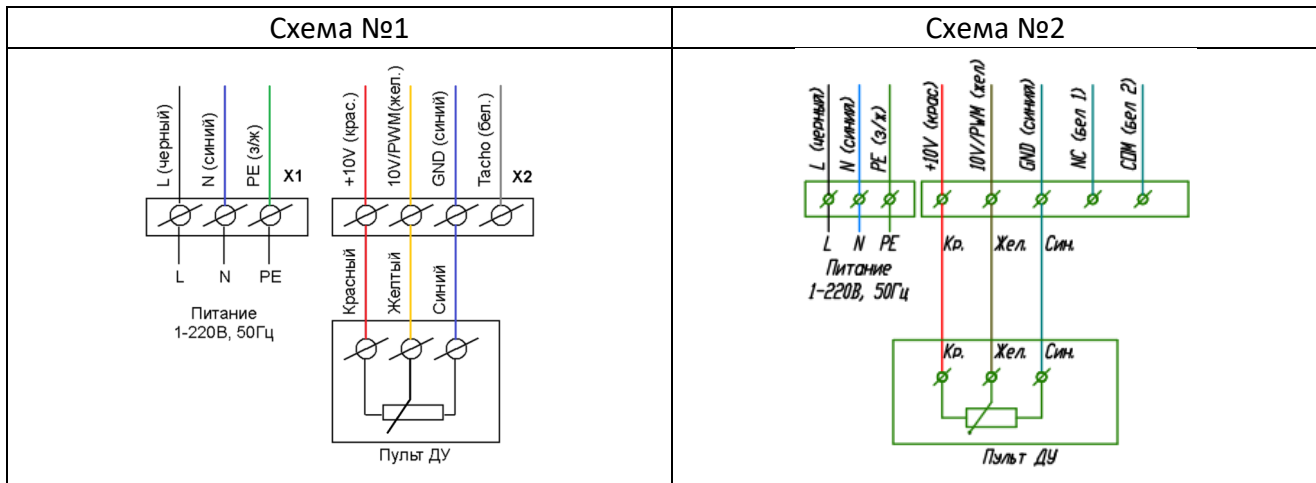 Схема №1
L (черный)
N (синий)
PE (з/ж)
X1
+10V (крас.)
10V/PWM(жел.)
GND (синий)
Tacho (бел.)
X2
L
N
PE
Питание
1-220В, 50Гц
Красный
Желтый
Синий
Пульт ДУ
Схема №2
L (черный)
N (синий)
PE (з/х)
+10V (крас)
10V/PWM (жел)
GND (синий)
NC (бел 1)
COM (бел 2)
L
N
PE
Питание
1-220В, 50Гц
Кр.
Жел.
Син.
Кр.
Жел.
Син.
Пульт ДУ